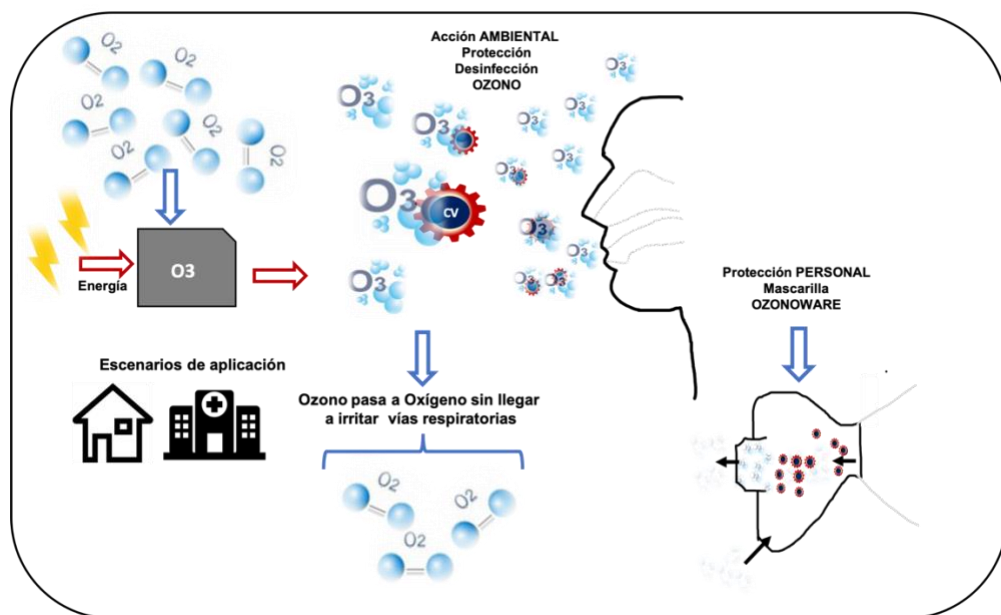 O2
O2
O2
O2
O2
O2
O3
Energía
Acción AMBIENTAL
Protección
Desinfección
OZONO
O3
O3
O3
O3
O3
O3
O3
O3
CV
O3
O3
O3
O3
O3
Protección PERSONAL
Mascarilla
OZONOWARE
Escenarios de aplicación
Ozono pasa a Oxígeno sin llegar
a irritar vías respiratorias
O2
O2
O2